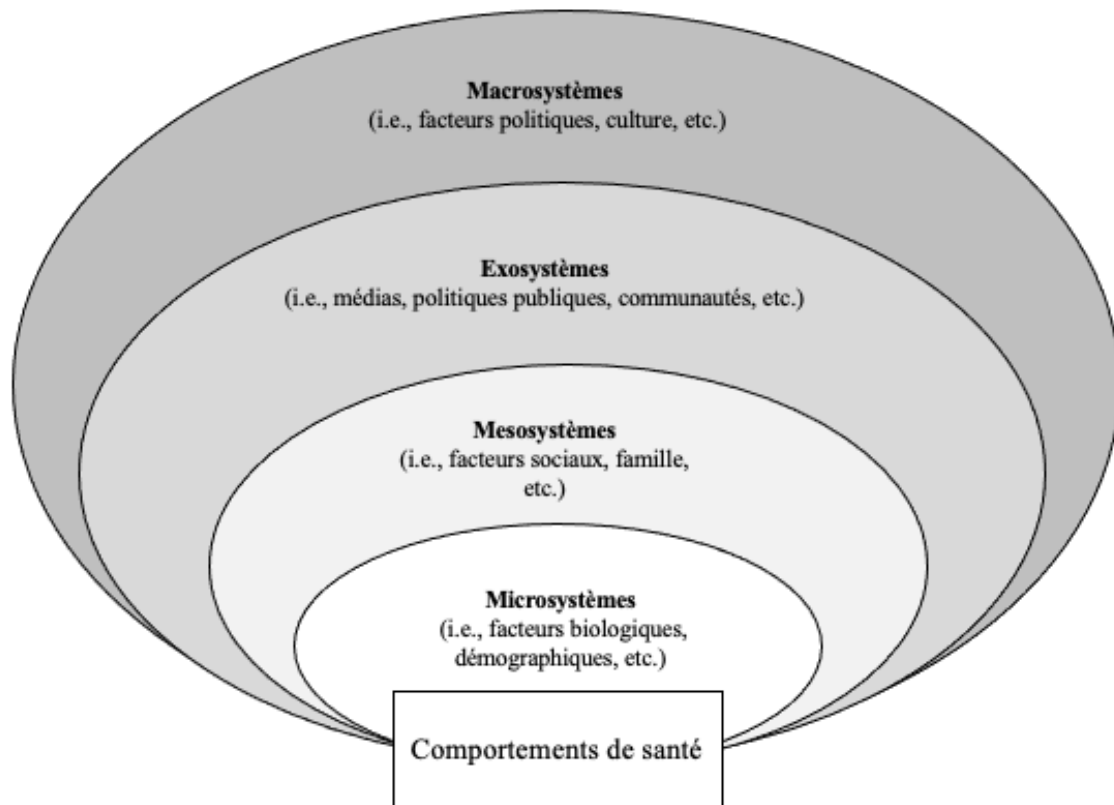 Macrosystèmes
(i.e., facteurs politiques, culture, etc.)
Exosystèmes
(i.e., médias, politiques publiques, communautés, etc.)
Mesosystèmes
(i.e., facteurs sociaux, famille,
etc.)
Microsystèmes
(i.e., facteurs biologiques,
démographiques, etc.)
Comportements de santé